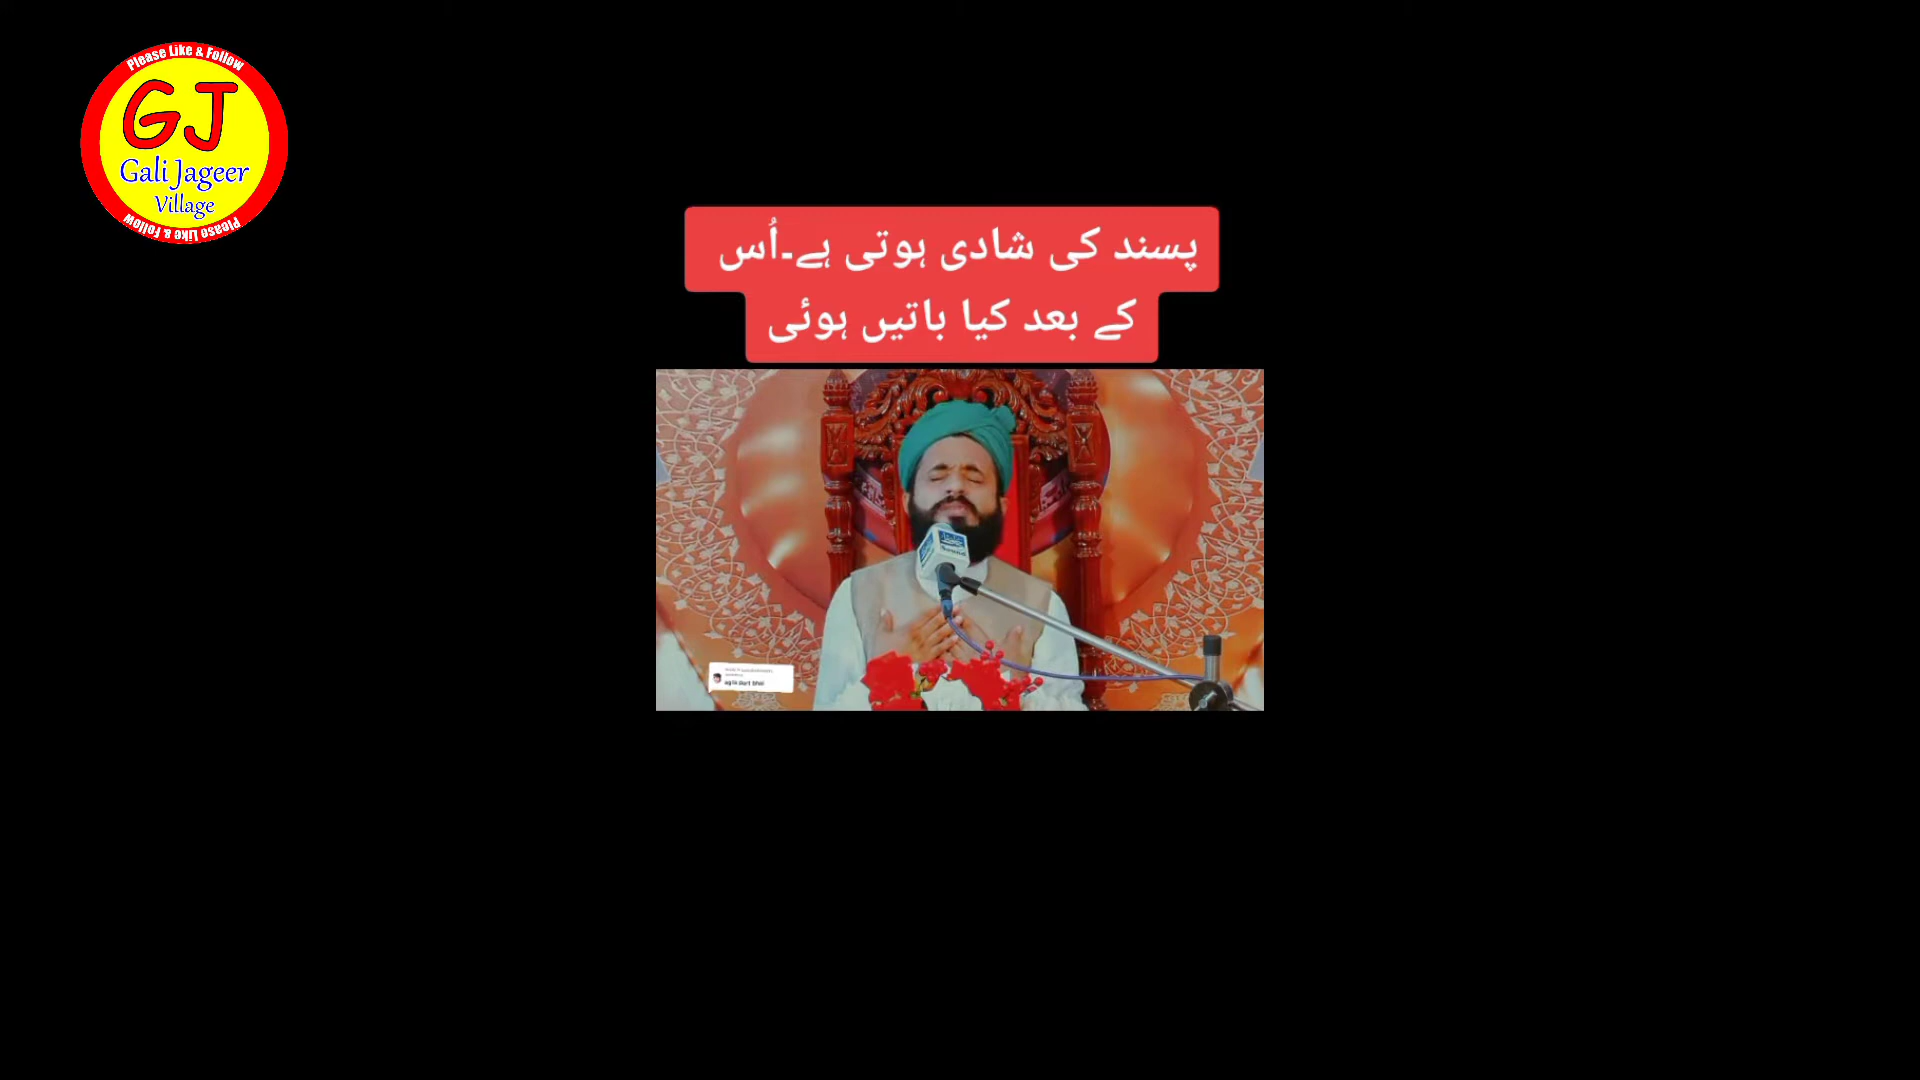 Please Like & Follow
GJ
Gali Jageer
Village
Please Like & Follow
پسند کی شادی ہوتی ہے۔اُس
کے بعد کیا باتیں ہوئی
Sound